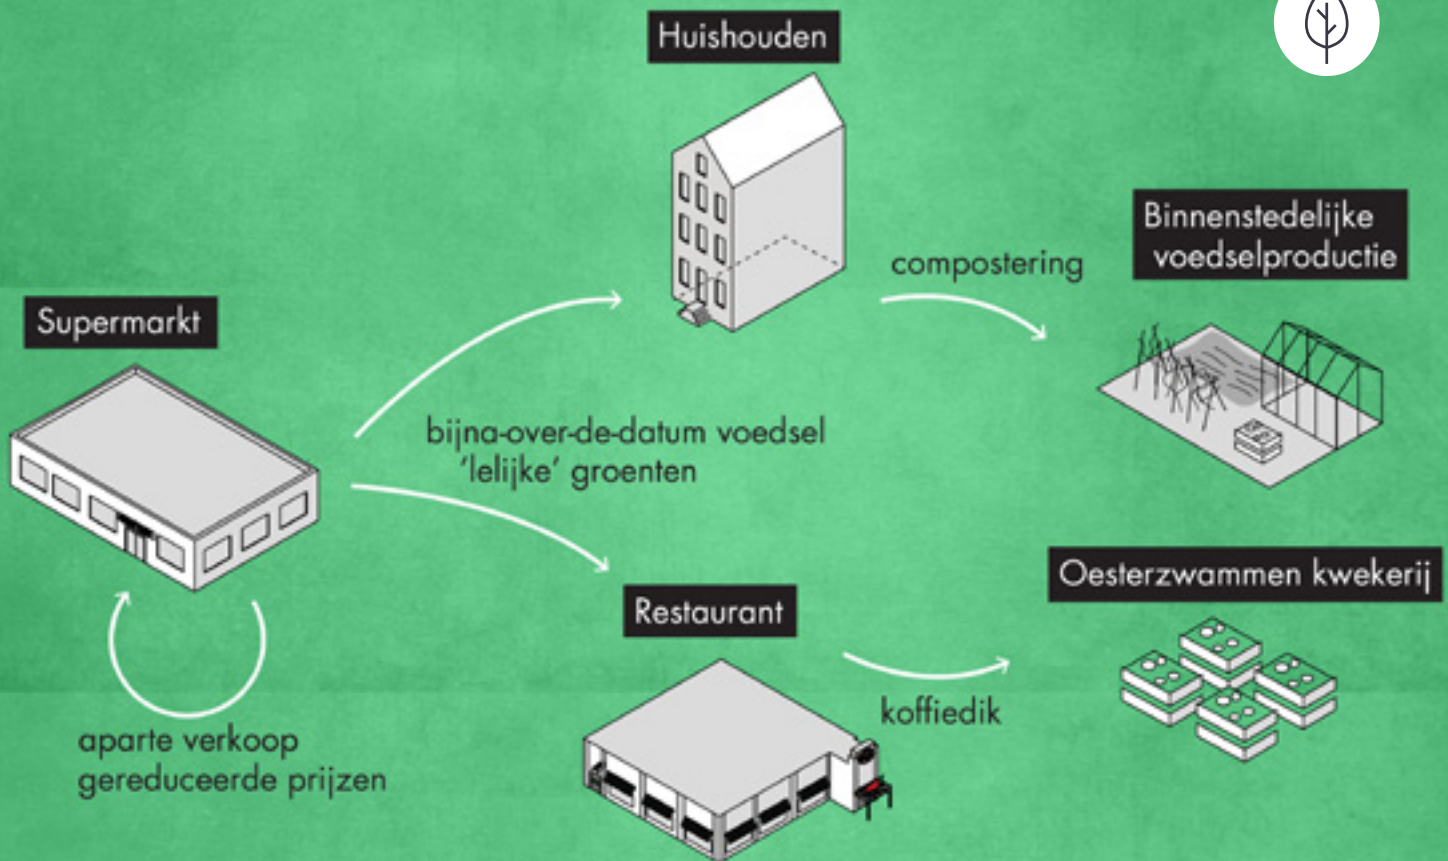 Huishouden
Binnenstedelijke
voedselproductie
compostering
Supermarkt
bijna-over-de-datum voedsel
'lelijke' groenten
Oesterzwammen kwekerij
Restaurant
koffiedik
aparte verkoop
gereduceerde prijzen